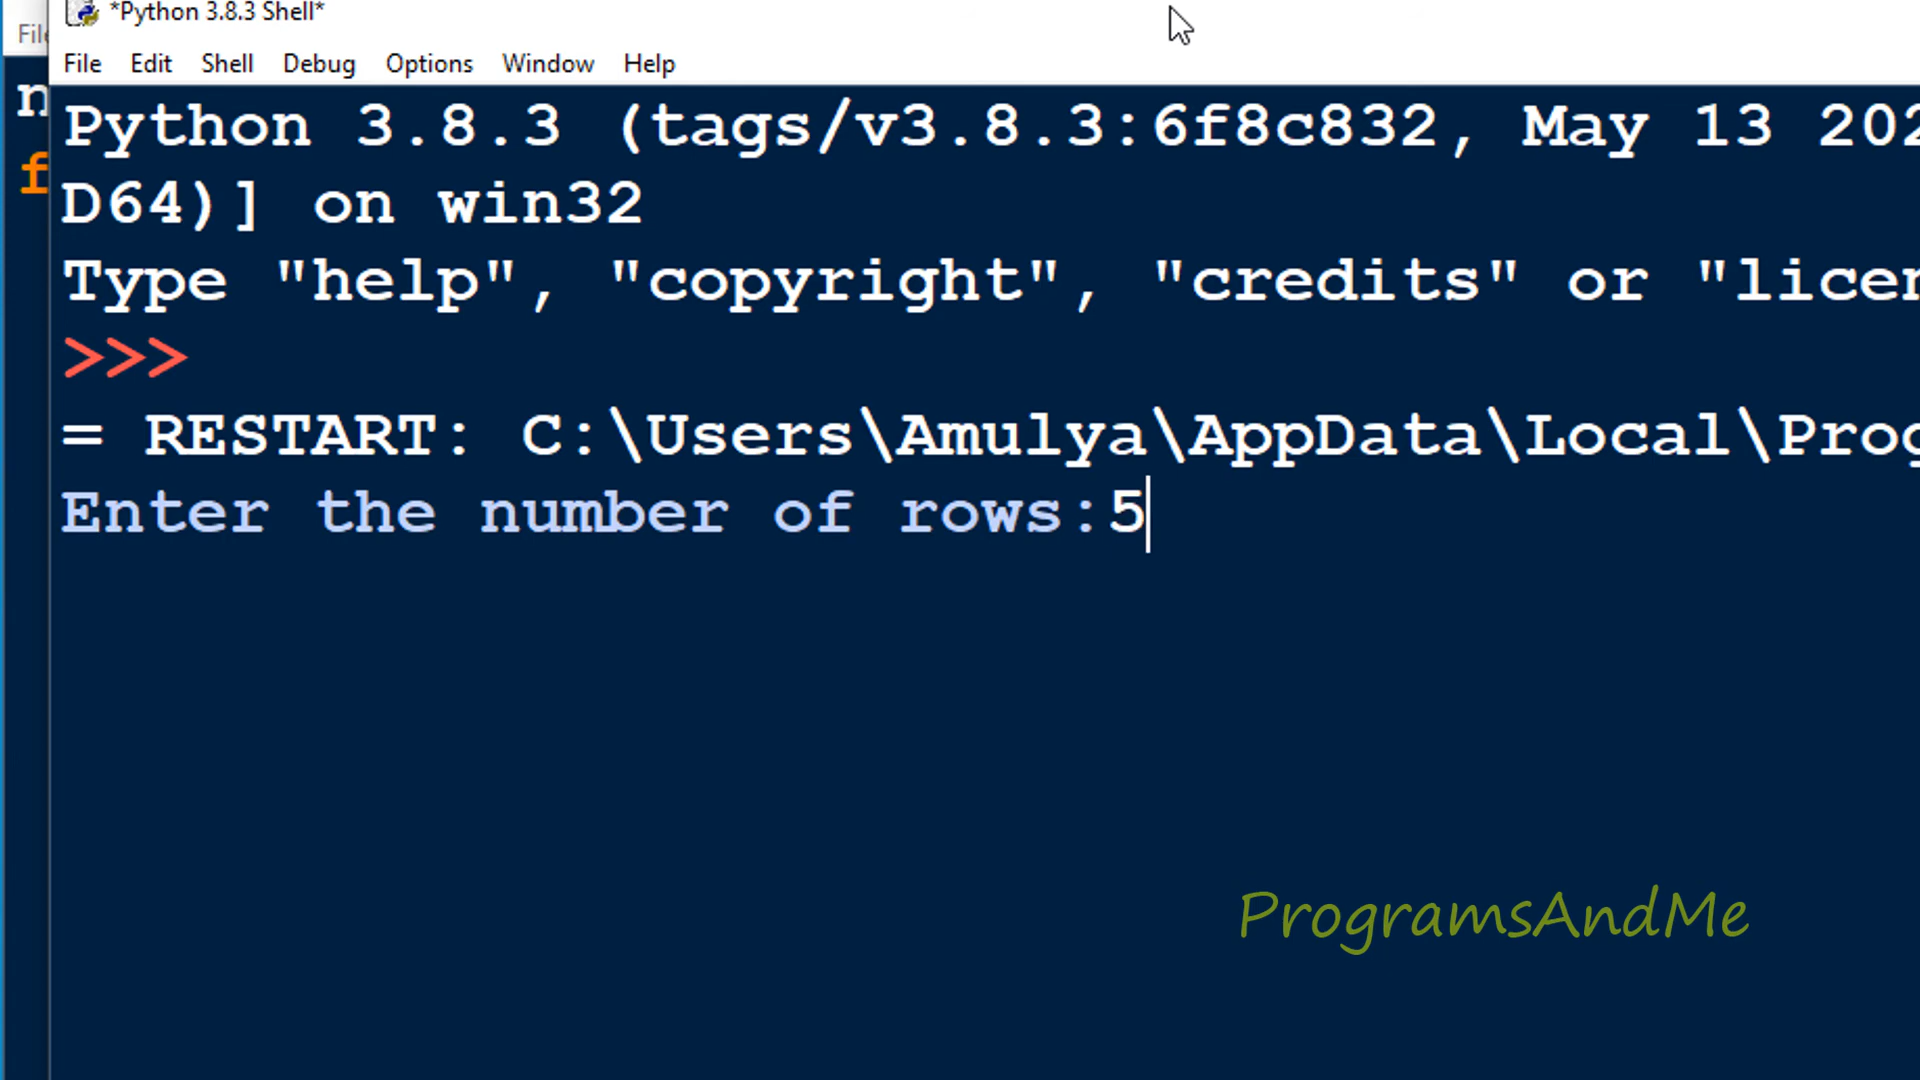 *Python 3.8.3 Shell*
File Edit Shell Debug Options Window Help
Python 3.8.3 (tags/v3.8.3:6f8c832, May 13 202
D64)] on win32
Type "help", "copyright", "credits" or "licen
>>>
= RESTART: C:\Users\Amulya\AppData\Local\Prog
Enter the number of rows:5
ProgramsAndMe